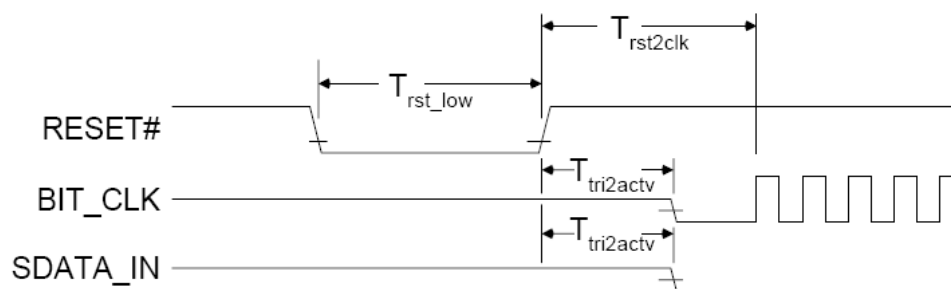 T_rst2clk
T_rst_low
RESET#
T_tri2actv
BIT_CLK
T_tri2actv
SDATA_IN